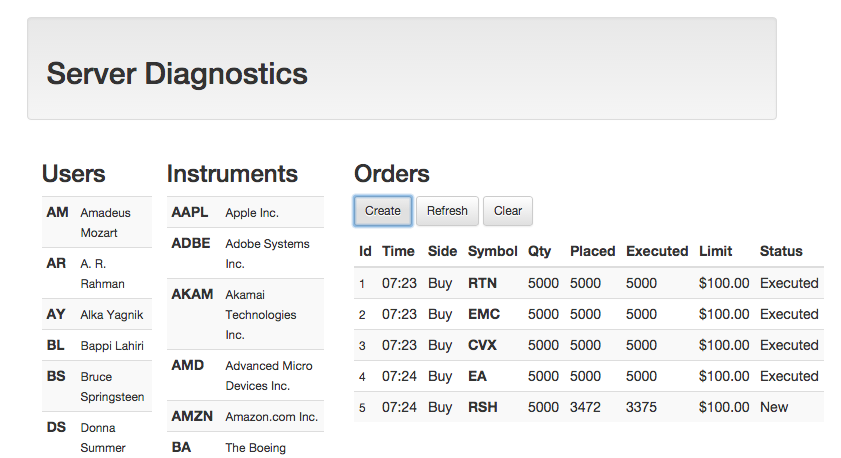 Server Diagnostics
Users
AM Amadeus
Mozart
AR A. R.
Rahman
AY Alka Yagnik
BL Bappi Lahiri
BS Bruce
Springsteen
DS Donna
Summer
Instruments
AAPL Apple Inc.
ADBE Adobe Systems
Inc.
AKAM Akamai
Technologies
Inc.
AMD Advanced Micro
Devices Inc.
AMZN Amazon.com Inc.
BA The Boeing
Orders
Create Refresh Clear
Id Time Side Symbol Qty Placed Executed Limit Status
1 07:23 Buy RTN 5000 5000 5000 $100.00 Executed
2 07:23 Buy EMC 5000 5000 5000 $100.00 Executed
3 07:23 Buy CVX 5000 5000 5000 $100.00 Executed
4 07:24 Buy EA 5000 5000 5000 $100.00 Executed
5 07:24 Buy RSH 5000 3472 3375 $100.00 New